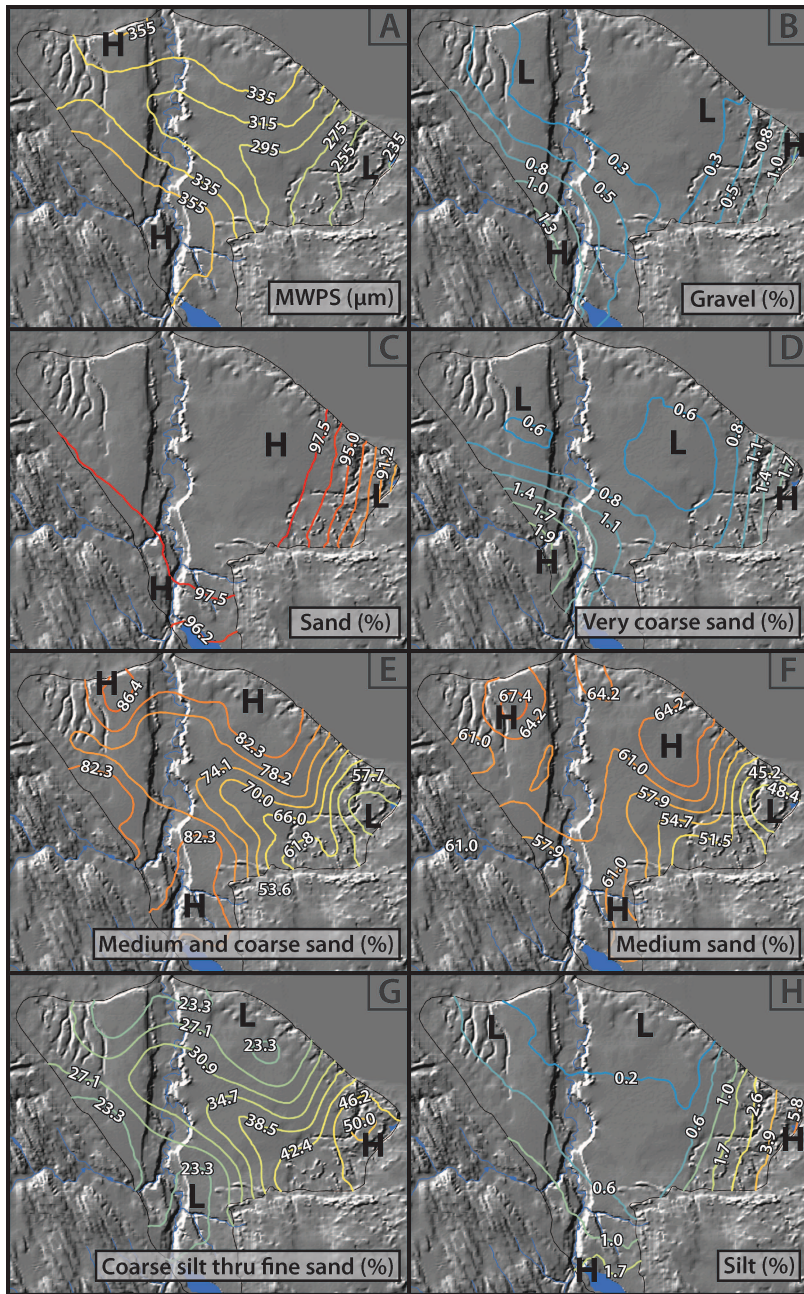 A
H
355
335
315
295
275
255
235
L
335
355
H
MWPS (μm)
B
L
L
0.8
H
0.3
0.3
1.0
0.8
0.5
0.5
1.0
1.3
H
Gravel (%)
C
H
97.5
95.0
91.2
L
H
97.5
96.2
Sand (%)
D
L
0.6
0.6
0.8
L
1.1
1.7
1.4
H
0.8
1.4
1.7
1.1
1.9
H
Very coarse sand (%)
E
H
86.4
H
82.3
78.2
82.3
74.1
70.0
66.0
57.7
L
82.3
61.8
53.6
H
Medium and coarse sand (%)
F
67.4
64.2
H
64.2
64.2
H
61.0
61.0
45.2
48.4
L
57.9
54.7
51.5
57.9
61.0
61.0
H
Medium sand (%)
G
23.3
L
27.1
23.3
30.9
27.1
23.3
34.7
38.5
42.4
46.2
50.0
H
23.3
L
Coarse silt thru fine sand (%)
H
L
L
0.2
1.0
2.6
5.8
0.6
H
1.7
3.9
0.6
1.0
H
1.7
Silt (%)